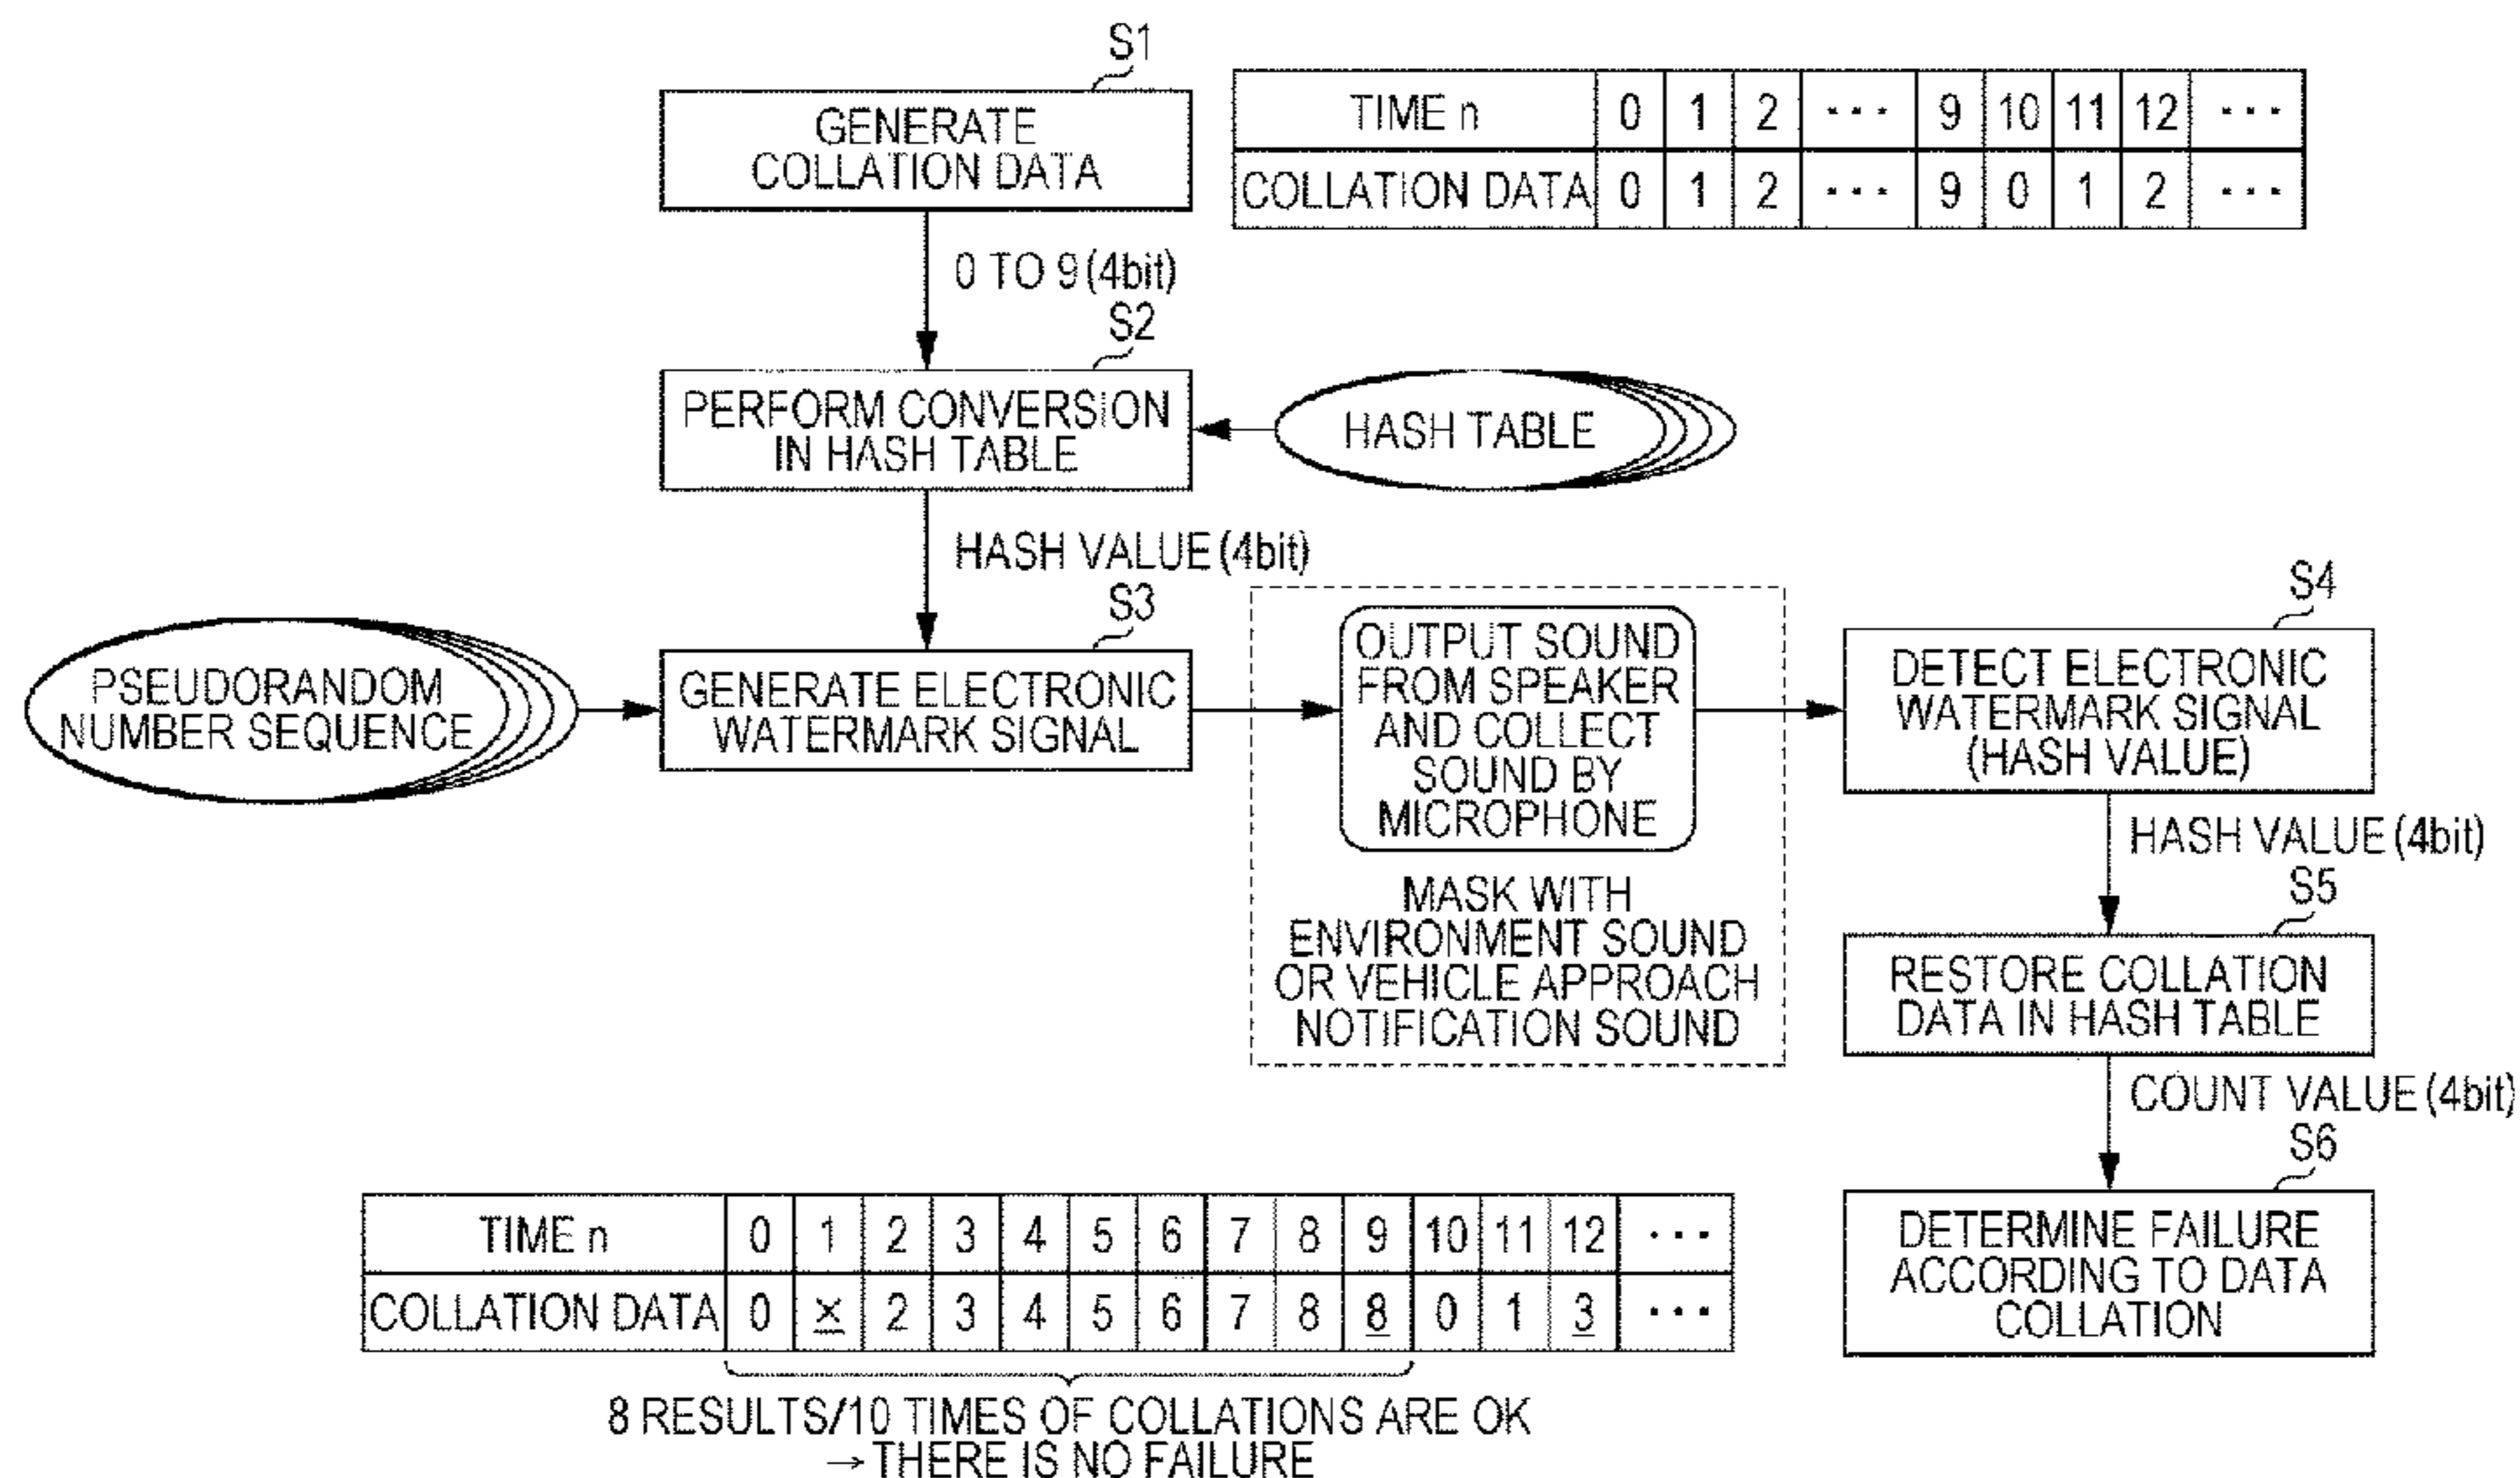 S1
GENERATE
COLLATION DATA
TIME n 0 1 2 ··· 9 10 11 12 ···
COLLATION DATA 0 1 2 ··· 9 0 1 2 ···
0 TO 9 (4bit)
S2
PERFORM CONVERSION
IN HASH TABLE
HASH TABLE
HASH VALUE (4bit)
S3
PSEUDORANDOM
NUMBER SEQUENCE
GENERATE ELECTRONIC
WATERMARK SIGNAL
OUTPUT SOUND
FROM SPEAKER
AND COLLECT
SOUND BY
MICROPHONE
MASK WITH
ENVIRONMENT SOUND
OR VEHICLE APPROACH
NOTIFICATION SOUND
S4
DETECT ELECTRONIC
WATERMARK SIGNAL
(HASH VALUE)
HASH VALUE (4bit)
S5
RESTORE COLLATION
DATA IN HASH TABLE
COUNT VALUE (4bit)
S6
DETERMINE FAILURE
ACCORDING TO DATA
COLLATION
TIME n 0 1 2 3 4 5 6 7 8 9 10 11 12 ···
COLLATION DATA 0 × 2 3 4 5 6 7 8 8 0 1 3 ···
8 RESULTS/10 TIMES OF COLLATIONS ARE OK
→ THERE IS NO FAILURE